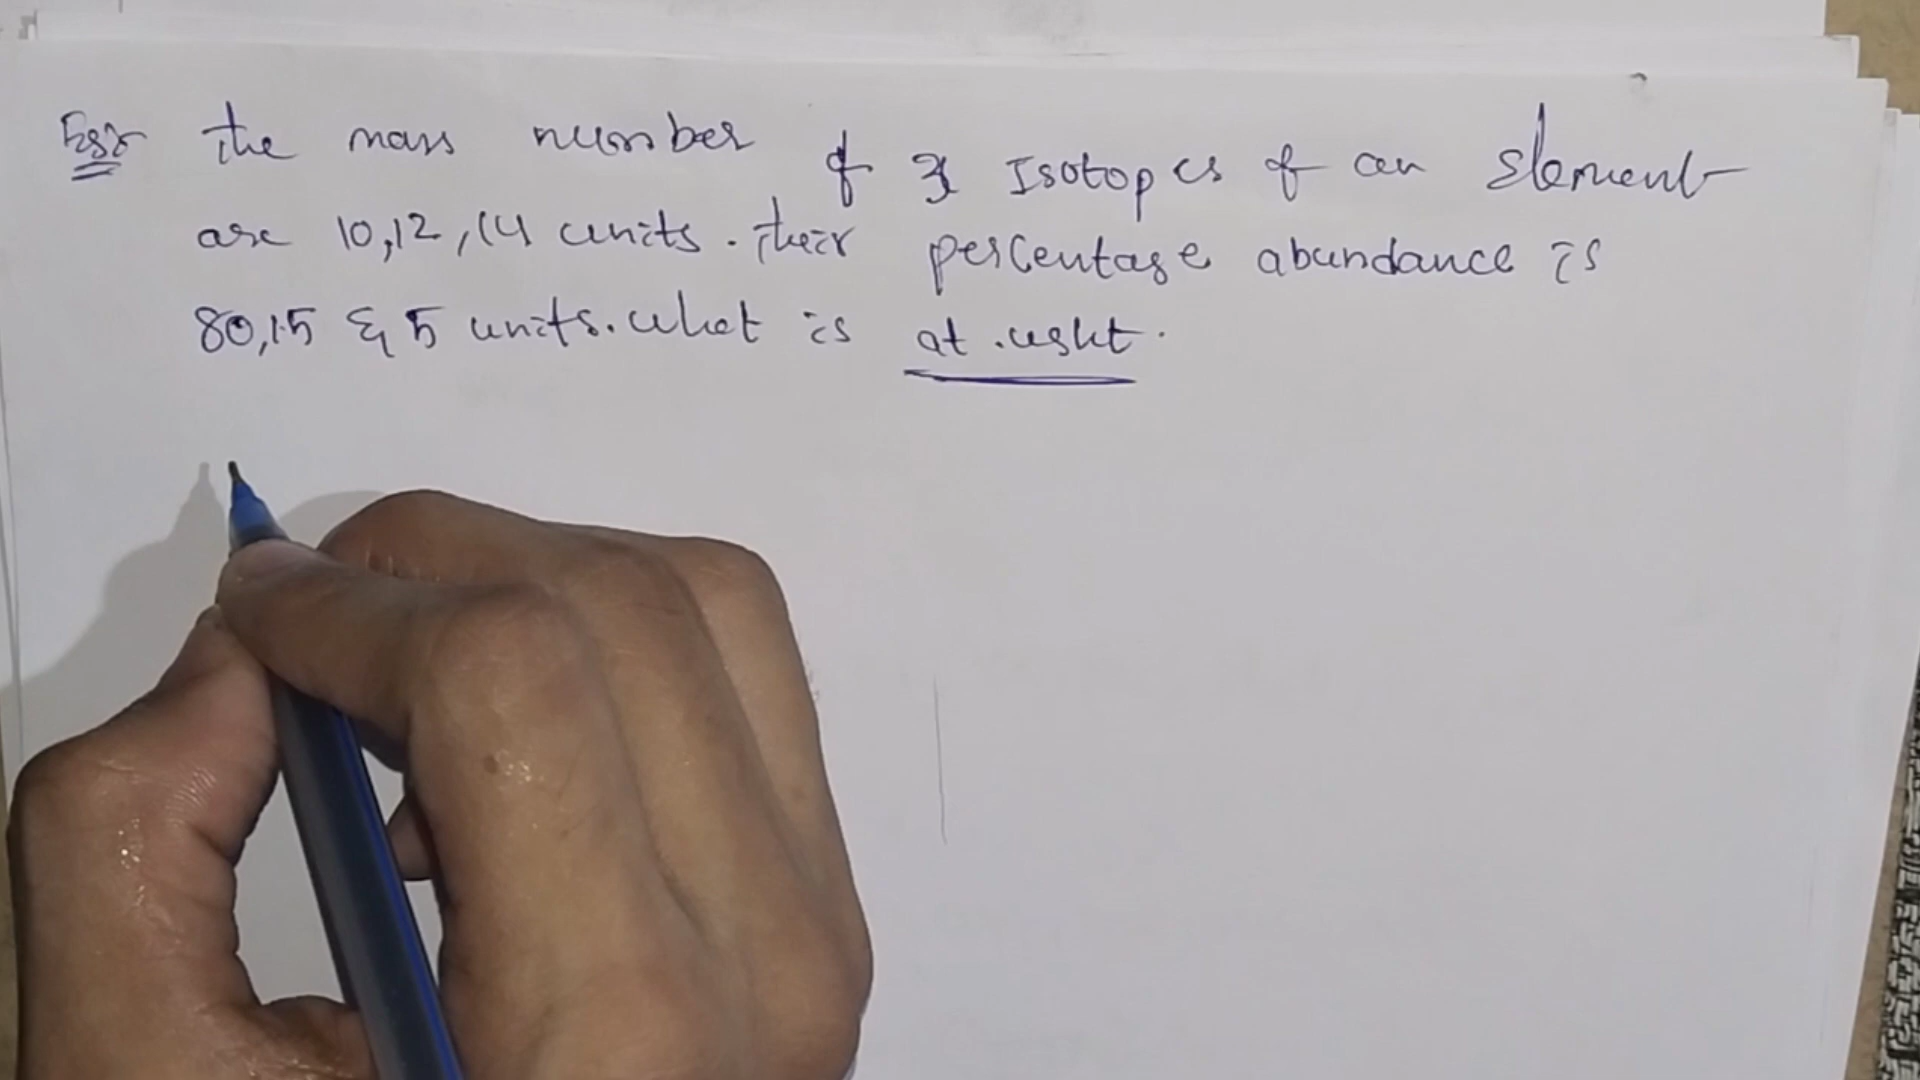 The mass number of 3 Isotopes of an Element
are 10,12,14 units. Their percentage abundance is
80,15 & 5 units. what is at.wght.